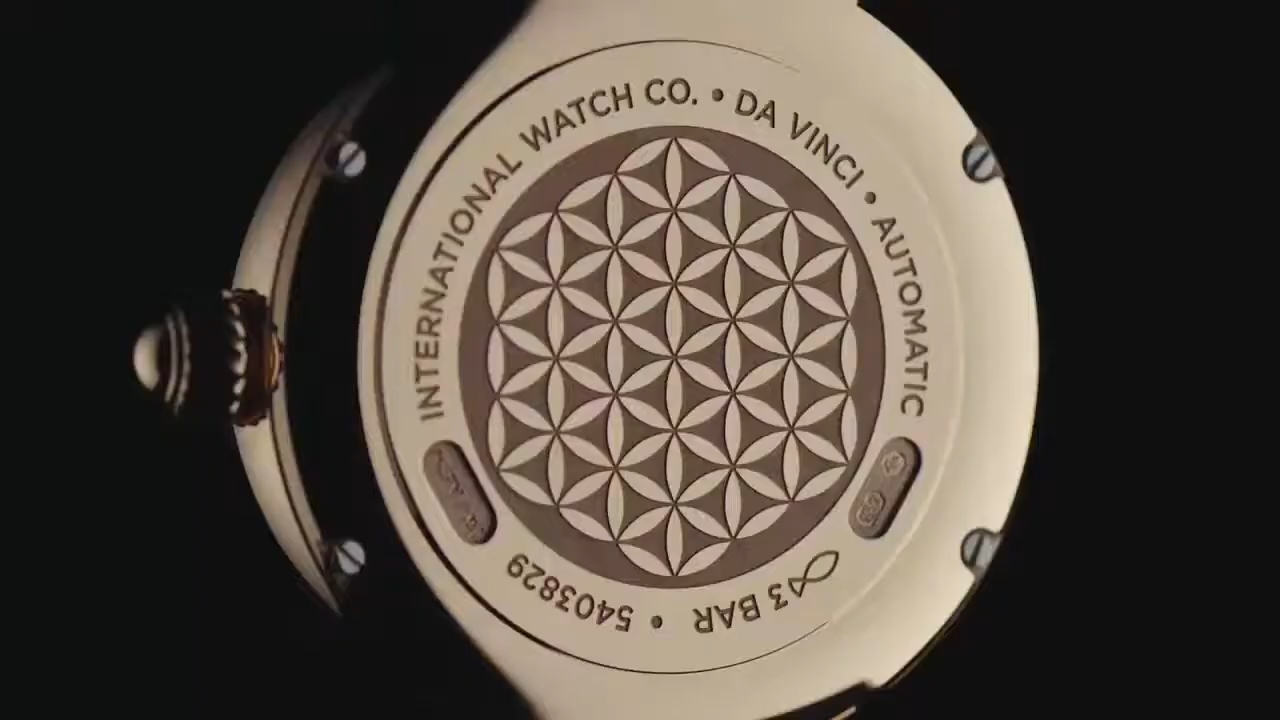 INTERNATIONAL WATCH CO. • DA VINCI • AUTOMATIC
3 BAR • 5403829